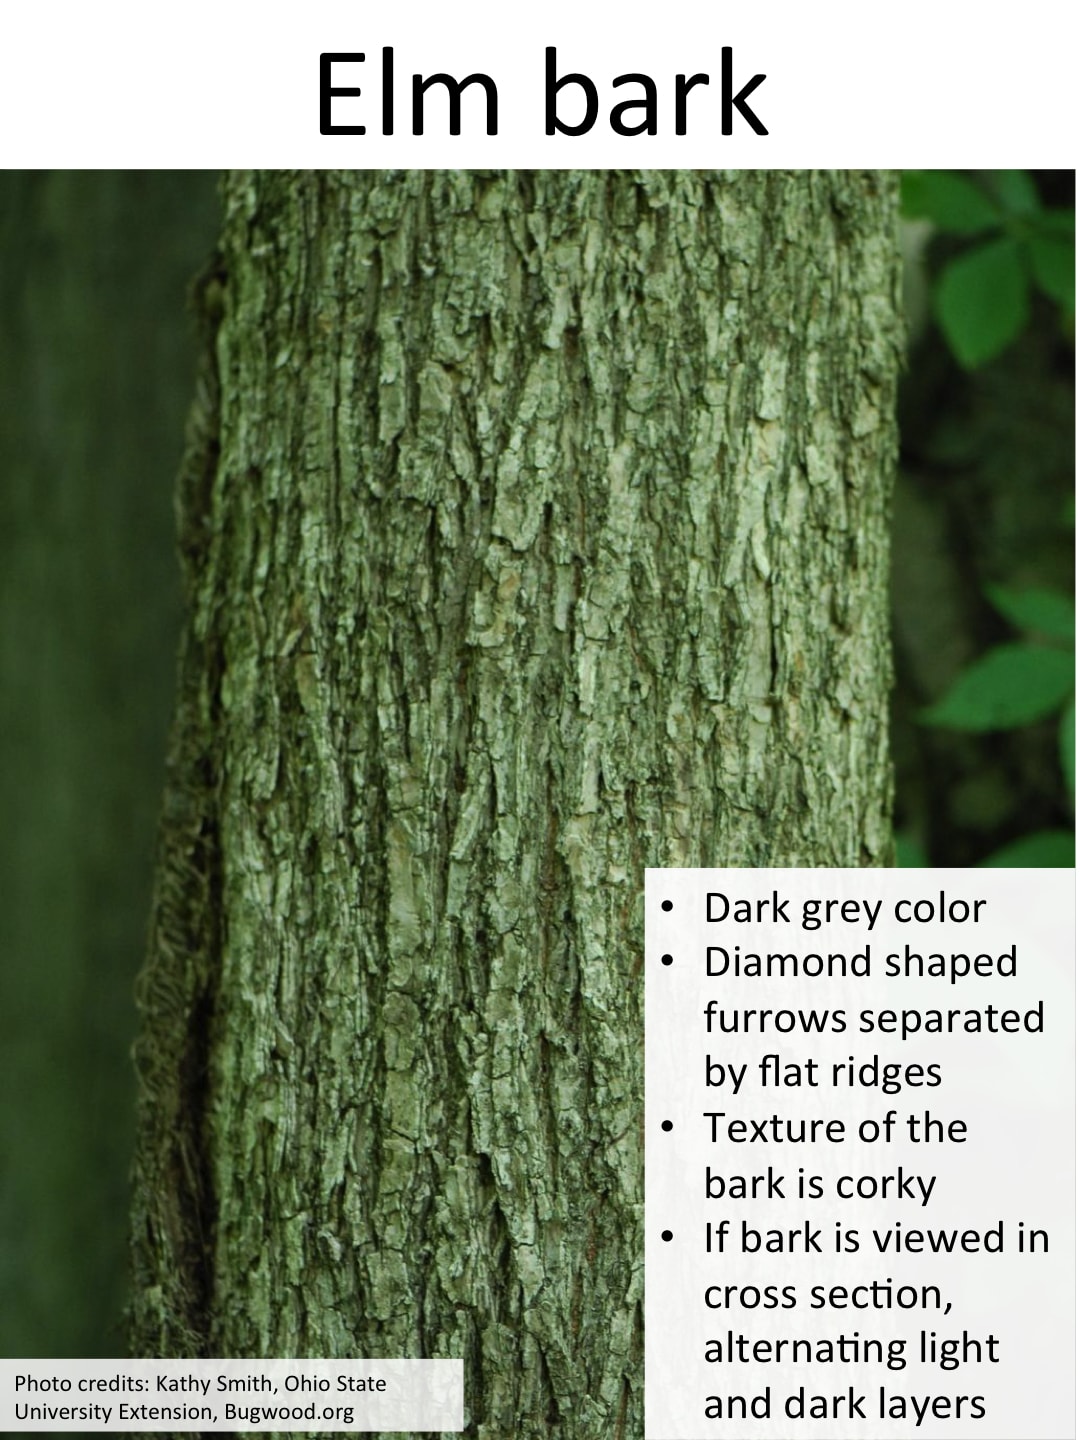 Elm bark
• Dark grey color
• Diamond shaped
furrows separated
by flat ridges
• Texture of the
bark is corky
• If bark is viewed in
cross section,
alternating light
and dark layers
Photo credits: Kathy Smith, Ohio State
University Extension, Bugwood.org